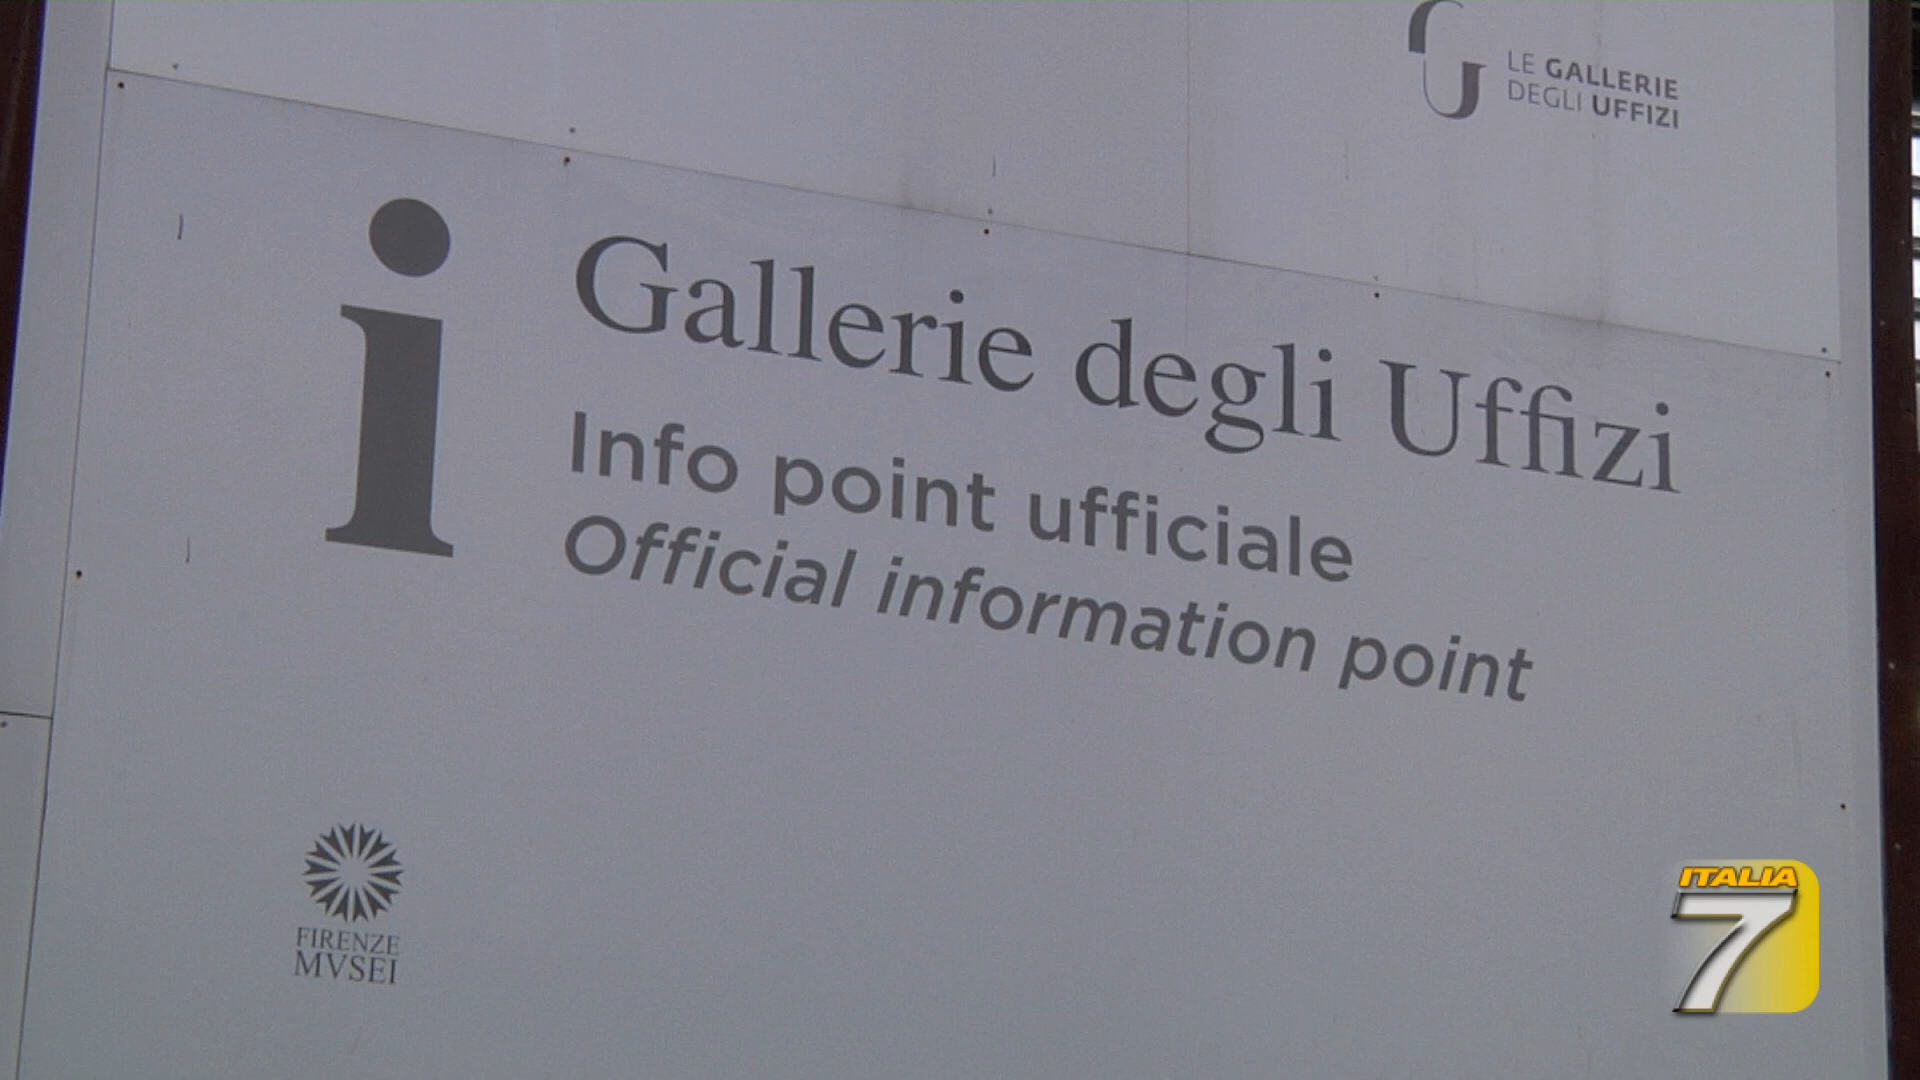 LE GALLERIE
DEGLI UFFIZI
i
Gallerie degli Uffizi
Info point ufficiale
Official information point
FIRENZE
MVSEI
ITALIA
7